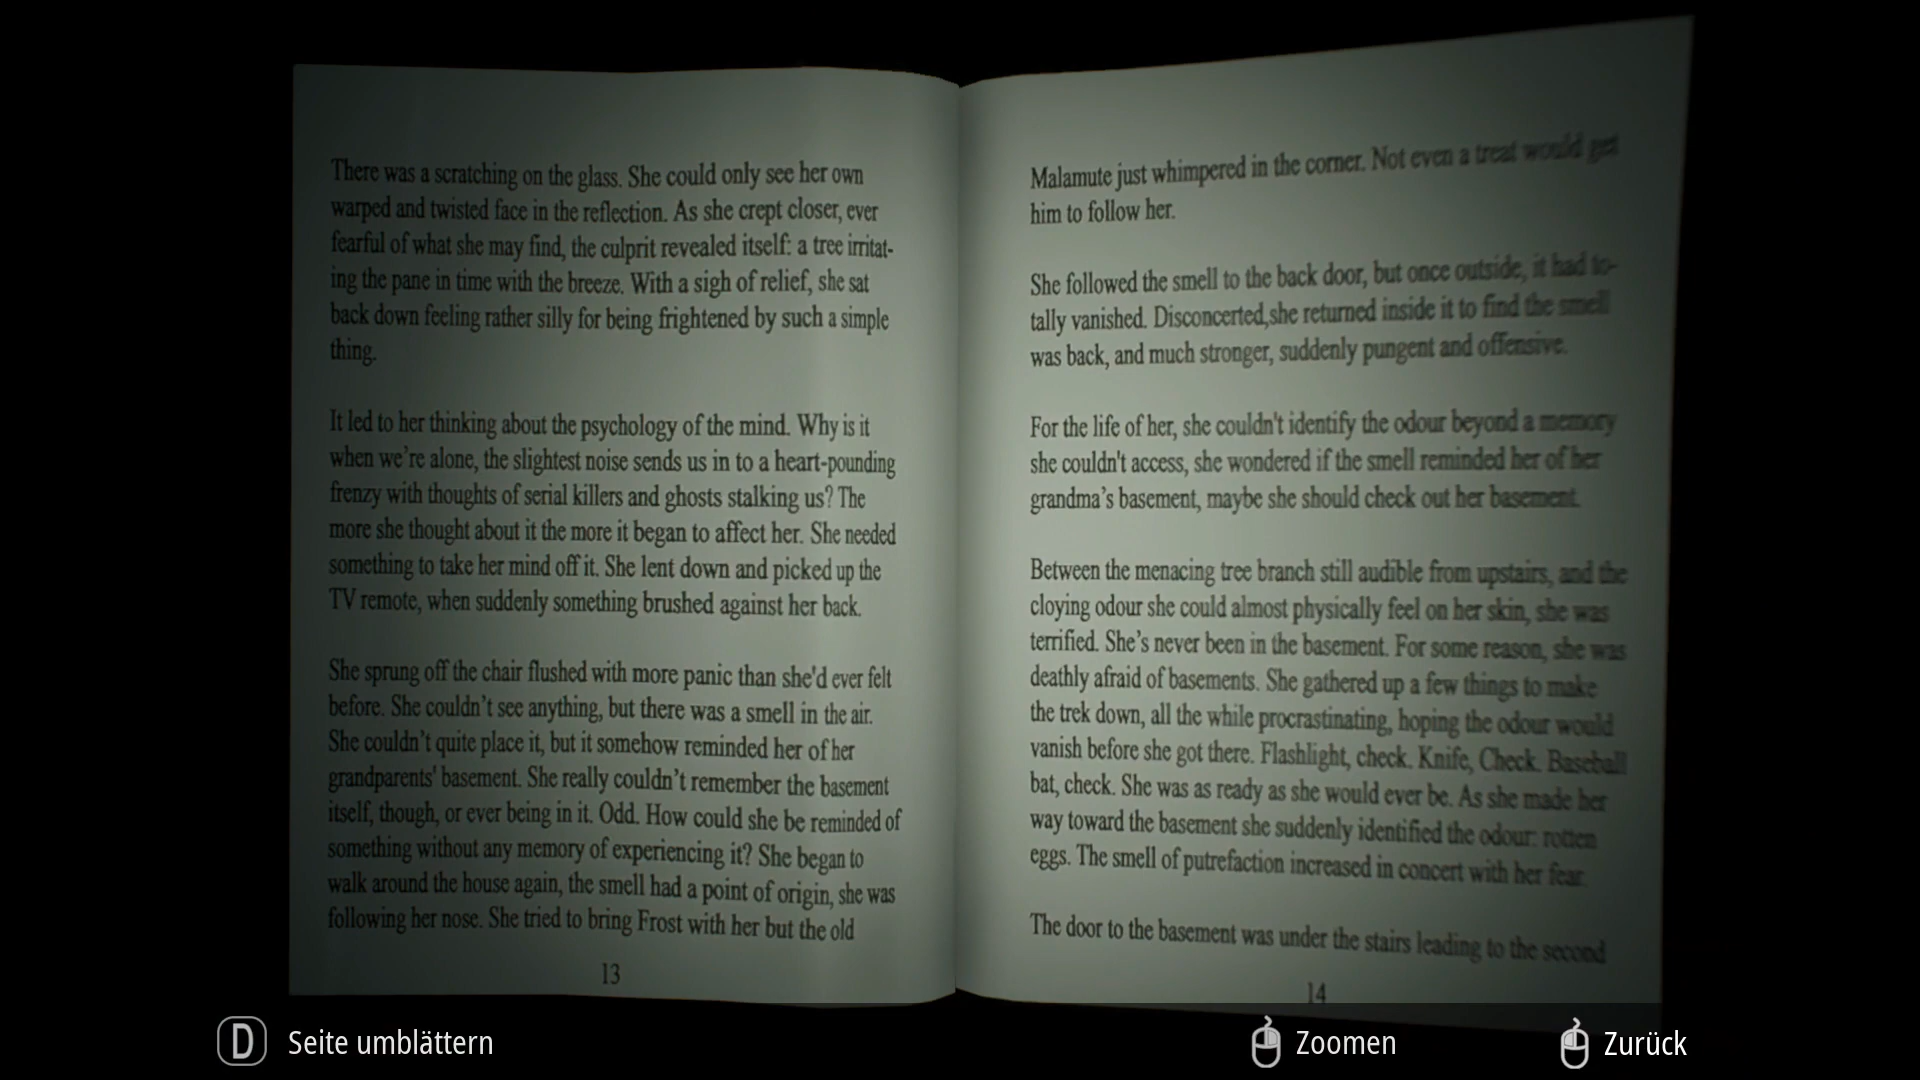 There was a scratching on the glass. She could only see her own
warped and twisted face in the reflection. As she crept closer, ever
fearful of what she may find, the culprit revealed itself: a tree irritat-
ing the pane in time with the breeze. With a sigh of relief, she sat
back down feeling rather silly for being frightened by such a simple
thing.
It led to her thinking about the psychology of the mind. Why is it
when we're alone, the slightest noise sends us in to a heart-pounding
frenzy with thoughts of serial killers and ghosts stalking us? The
more she thought about it the more it began to affect her. She needed
something to take her mind off it. She lent down and picked up the
TV remote, when suddenly something brushed against her back.
She sprung off the chair flushed with more panic than she'd ever felt
before. She couldn't see anything, but there was a smell in the air.
She couldn't quite place it, but it somehow reminded her of her
grandparents' basement. She really couldn't remember the basement
itself, though, or ever being in it. Odd. How could she be reminded of
something without any memory of experiencing it? She began to
walk around the house again, the smell had a point of origin, she was
following her nose. She tried to bring Frost with her but the old
13
Malamute just whimpered in the corner. Not even a treat would get
him to follow her.
She followed the smell to the back door, but once outside, it had to-
tally vanished. Disconcerted,she returned inside it to find the smell
was back, and much stronger, suddenly pungent and offensive.
For the life of her, she couldn't identify the odour beyond a memory
she couldn't access, she wondered if the smell reminded her of her
grandma's basement, maybe she should check out her basement.
Between the menacing tree branch still audible from upstairs, and the
cloying odour she could almost physically feel on her skin, she was
terrified. She's never been in the basement. For some reason, she was
deathly afraid of basements. She gathered up a few things to make
the trek down, all the while procrastinating, hoping the odour would
vanish before she got there. Flashlight, check. Knife, Check. Baseball
bat, check. She was as ready as she would ever be. As she made her
way toward the basement she suddenly identified the odour: rotten
eggs. The smell of putrefaction increased in concert with her fear.
The door to the basement was under the stairs leading to the second
14
D Seite umblättern
Zoomen
Zurück